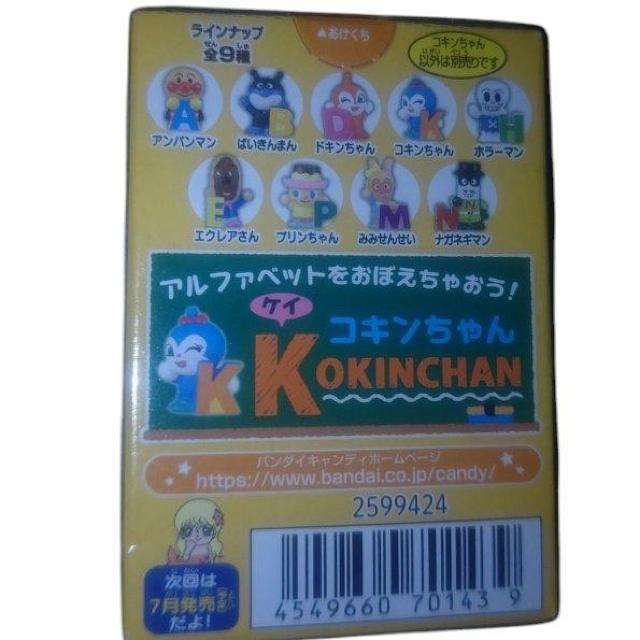 ラインナップ
全9種
▲あけくち
コキンちゃん
以外は別売りです
A
B
D
K
H
アンパンマン
ばいきんまん
ドキンちゃん
コキンちゃん
ホラーマン
E
P
M
N
エクレアさん
プリンちゃん
みみせんせい
ナガネギマン
アルファベットをおぼえちゃおう!
ケイ
コキンちゃん
K
KOKINCHAN
バンダイキャンディホームページ
https://www.bandai.co.jp/candy/
2599424
次回は
7月発売予定
だよ!
4549660 70143 9